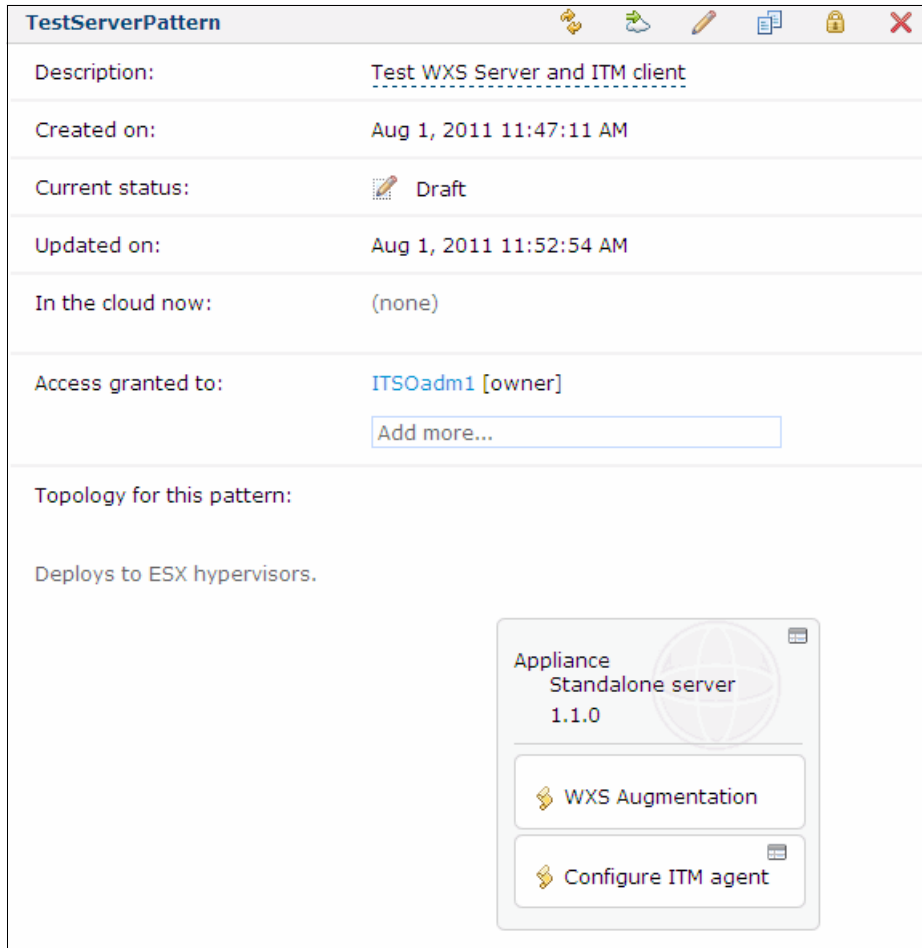 TestServerPattern
Description: Test WXS Server and ITM client
Created on: Aug 1, 2011 11:47:11 AM
Current status: Draft
Updated on: Aug 1, 2011 11:52:54 AM
In the cloud now: (none)
Access granted to: ITSOadm1 [owner]
Add more...
Topology for this pattern:
Deploys to ESX hypervisors.
Appliance
Standalone server
1.1.0
WXS Augmentation
Configure ITM agent